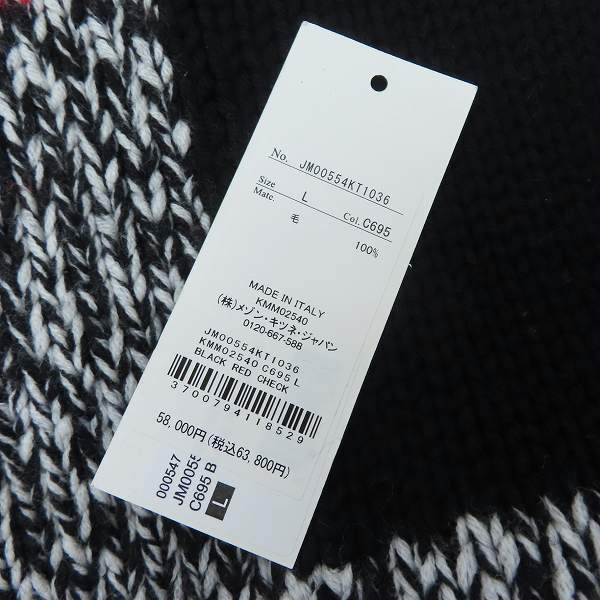 No. JM00554KT1036
Size L Col. C695
Mate.
毛 100%
MADE IN ITALY
KMM02540
(株)メゾン・キツネ・ジャパン
0120-667-588
JM00554KT1036
KMM02540 C695 L
BLACK RED CHECK
3700794118529
58,000円(税込63,800円)
000547
JM0055
C695 B
L